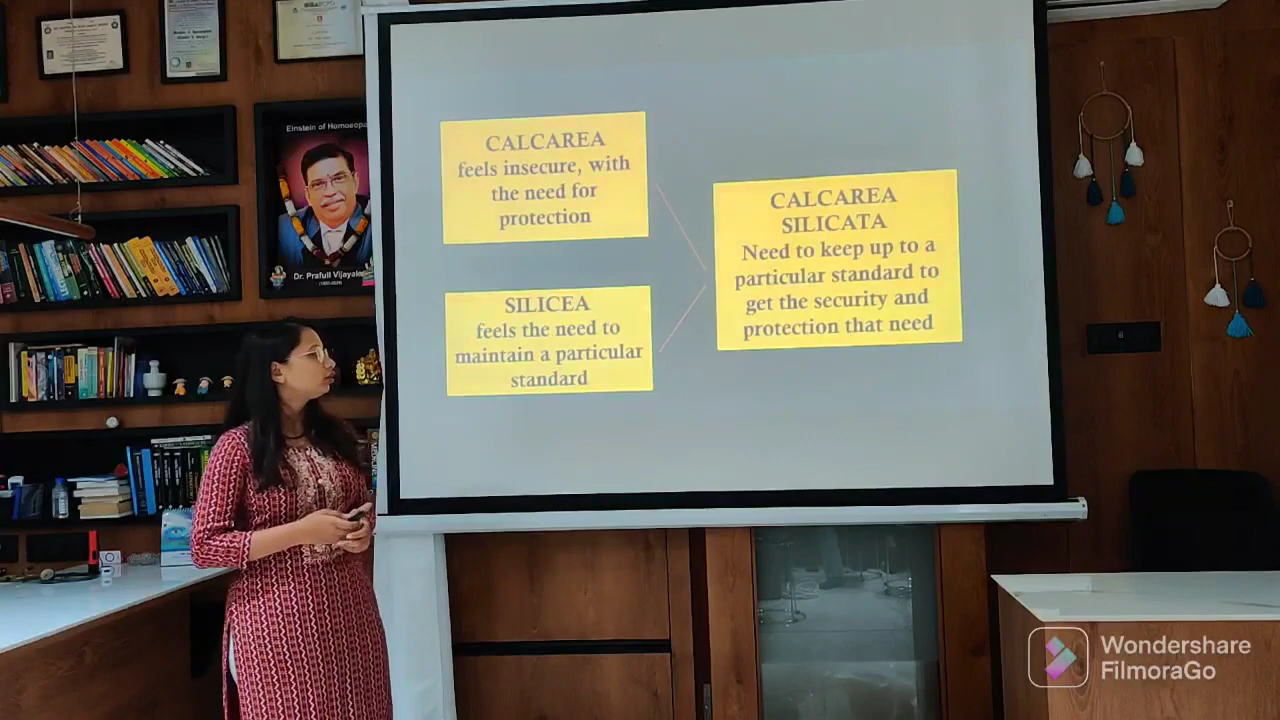 Einstein of Homoeopa
Dr. Prafull Vijayak
CALCAREA
feels insecure, with
the need for
protection
SILICEA
feels the need to
maintain a particular
standard
CALCAREA
SILICATA
Need to keep up to a
particular standard to
get the security and
protection that need
Wondershare
FilmoraGo